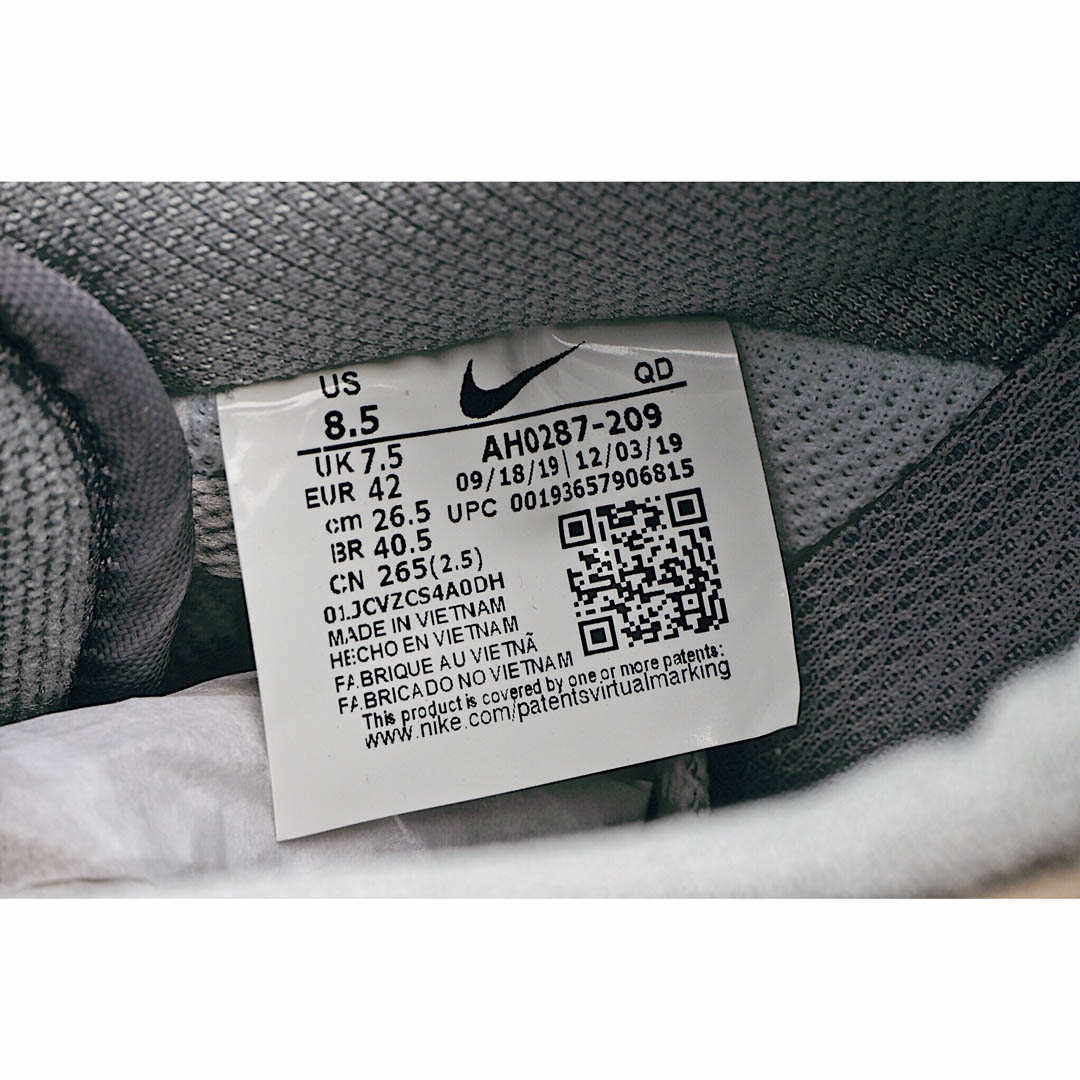 US
8.5
QD
UK 7.5
EUR 42
cm 26.5
BR 40.5
CN 265(2.5)
AH0287-209
09/18/19| 12/03/19
UPC 00193657906815
01JCVZCS4A0DH
MADE IN VIETNAM
HECHO EN VIETNAM
FABRIQUE AU VIETNÃ
FABRICADO NO VIETNAM
This product is covered by one or more patents:
www.nike.com/patentsvirtualmarking